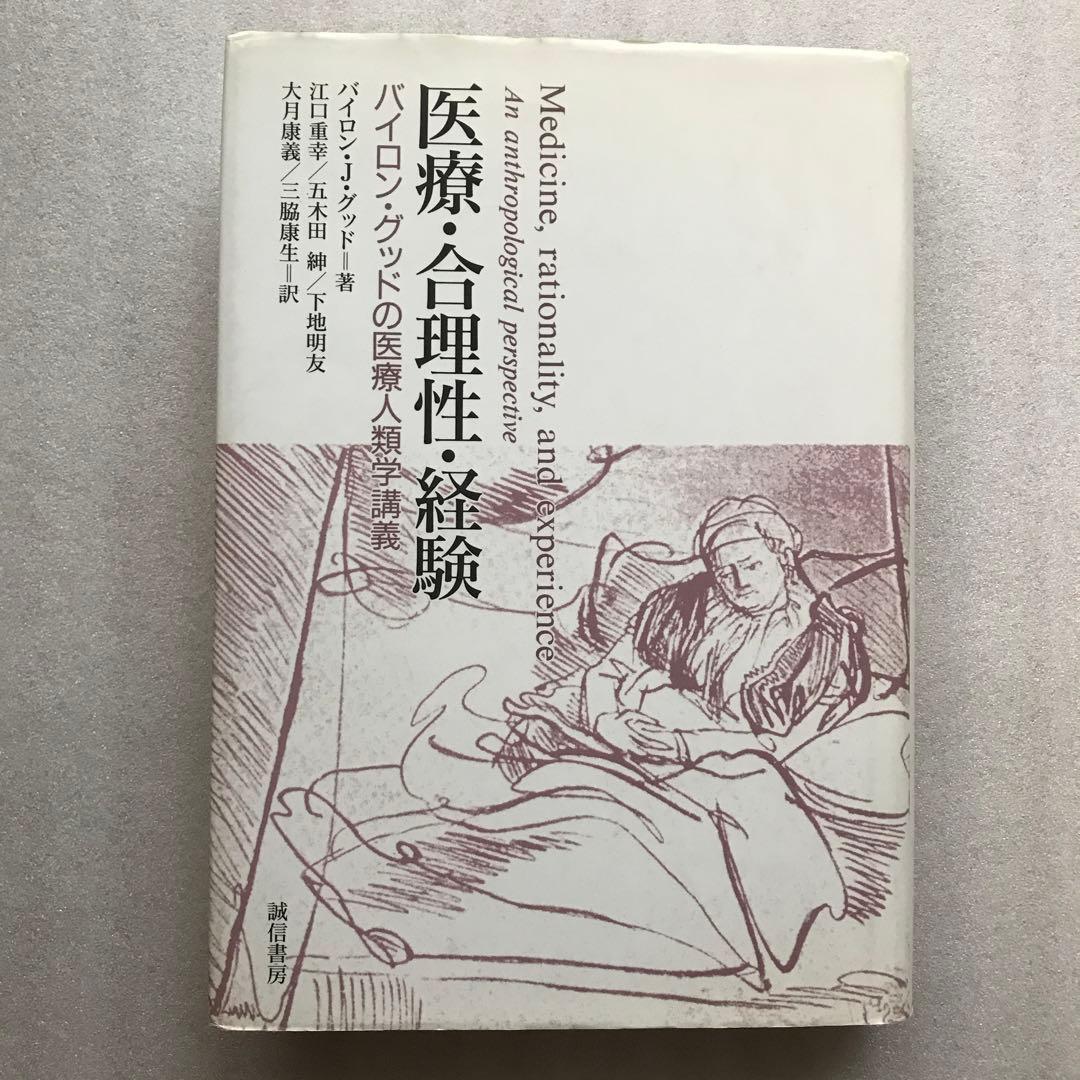 Medicine, rationality, and experience
An anthropological perspective
医療・合理性・経験
バイロン・グッドの医療人類学講義
バイロン・J・グッド＝著
江口重幸／五木田 紳／下地明友
大月康義／三脇康生＝訳
誠信書房